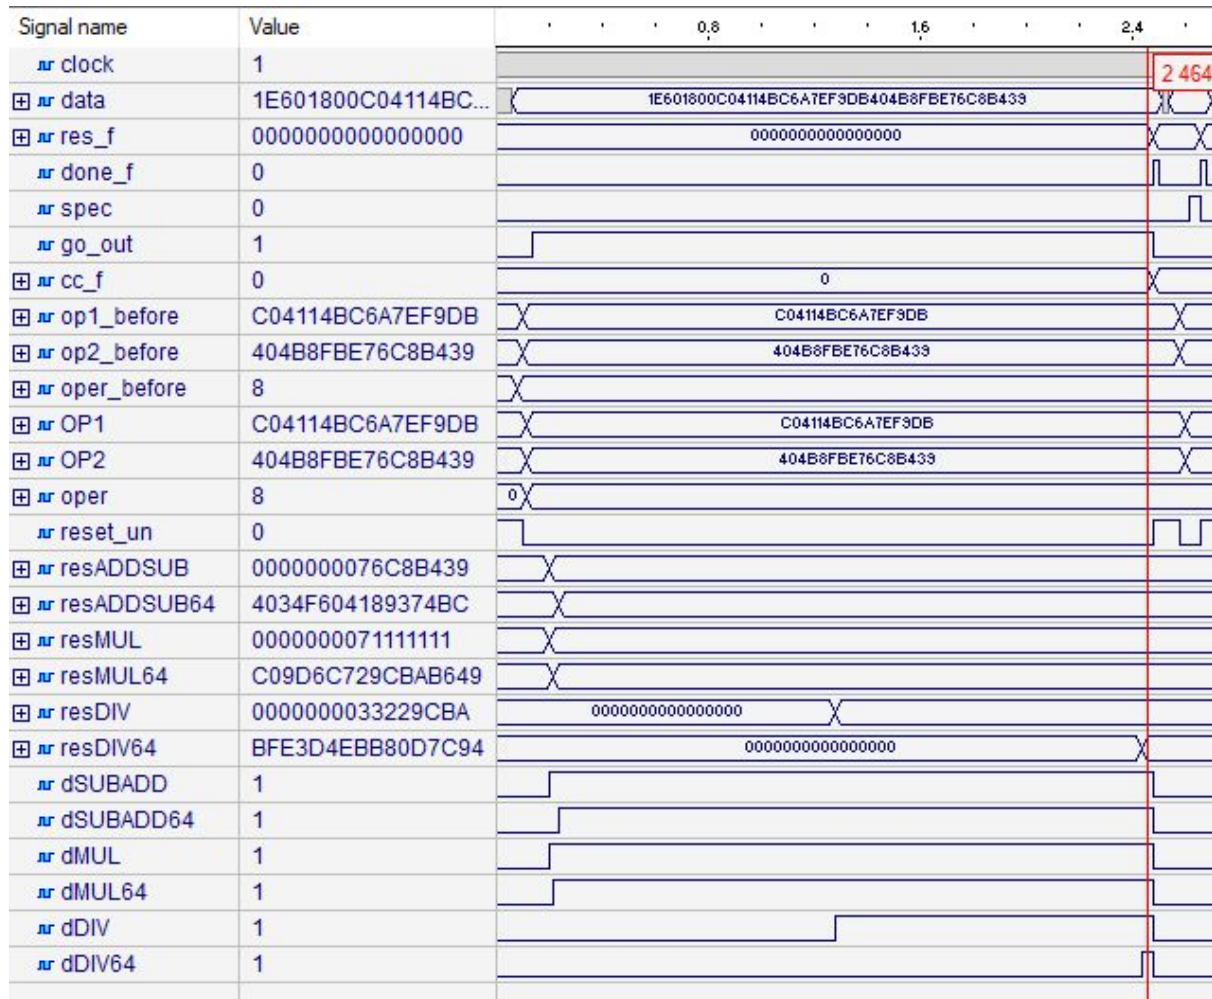 Signal name Value 0,8 1,6 2,4
clock 1 2 464
data 1E601800C04114BC... 1E601800C04114BC6A7EF9DB404B8FBE76C8B439
res_f 0000000000000000 0000000000000000
done_f 0
spec 0
go_out 1
cc_f 0 0
op1_before C04114BC6A7EF9DB C04114BC6A7EF9DB
op2_before 404B8FBE76C8B439 404B8FBE76C8B439
oper_before 8
OP1 C04114BC6A7EF9DB C04114BC6A7EF9DB
OP2 404B8FBE76C8B439 404B8FBE76C8B439
oper 8 0
reset_un 0
resADDSUB 0000000076C8B439
resADDSUB64 4034F604189374BC
resMUL 0000000071111111
resMUL64 C09D6C729CBAB649
resDIV 0000000033229CBA 0000000000000000
resDIV64 BFE3D4EBB80D7C94 0000000000000000
dSUBADD 1
dSUBADD64 1
dMUL 1
dMUL64 1
dDIV 1
dDIV64 1